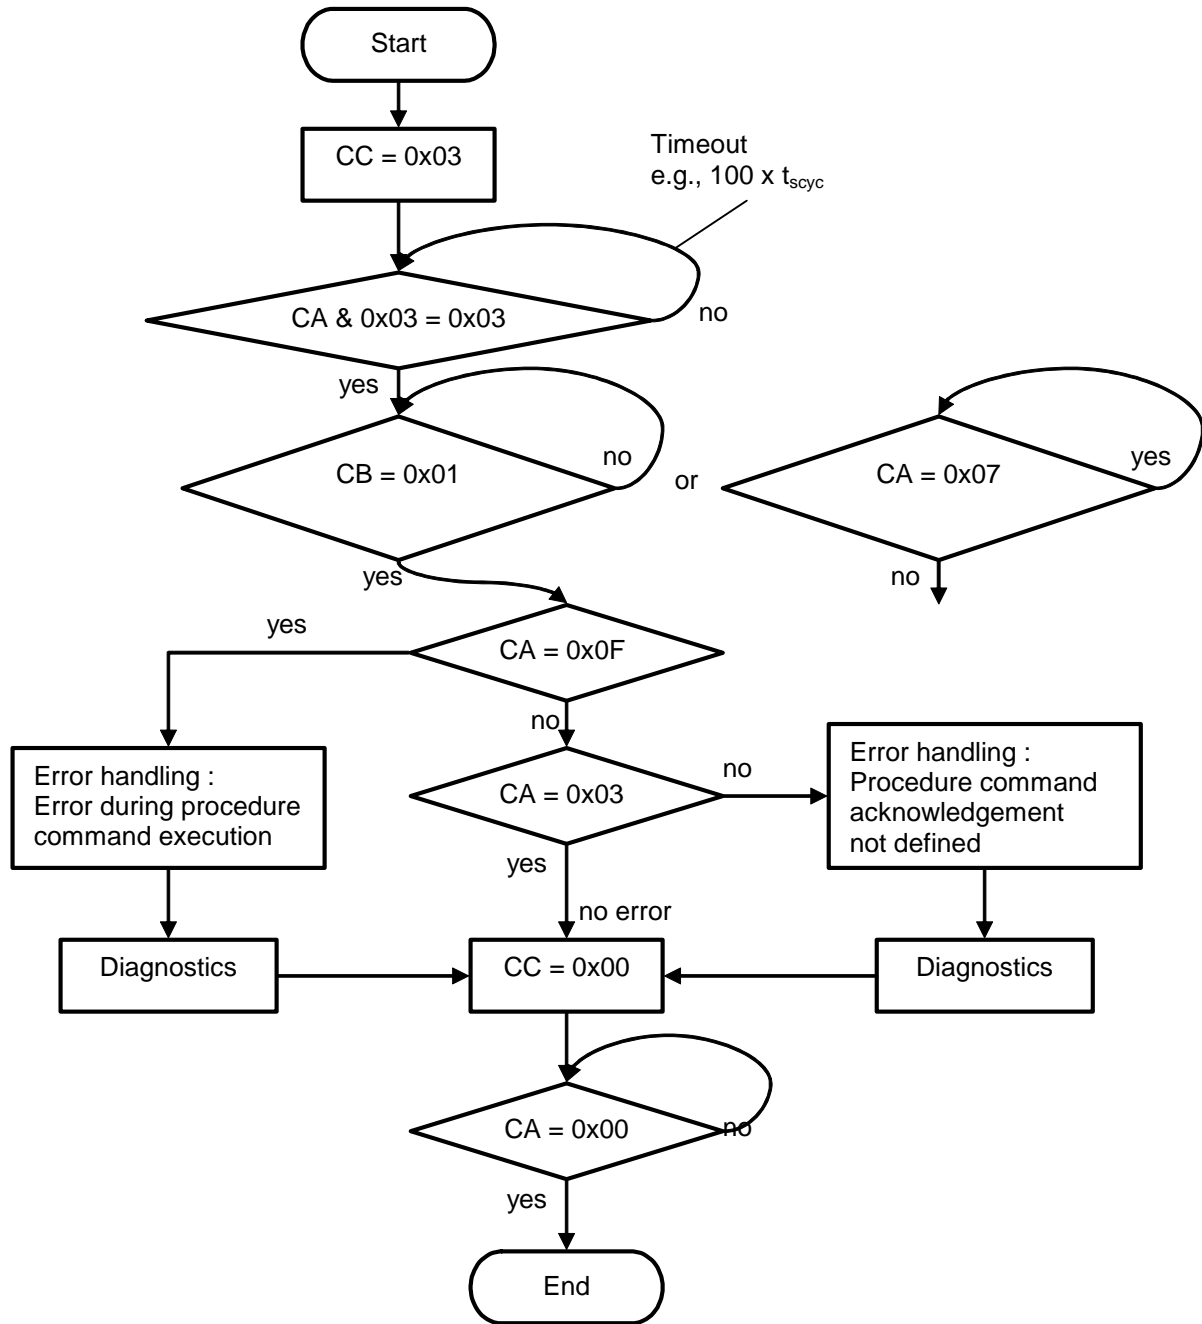 Start
CC = 0x03
Timeout
e.g., 100 x tscyc
CA & 0x03 = 0x03
no
yes
CB = 0x01
no
or
CA = 0x07
yes
yes
no
CA = 0x0F
yes
no
Error handling :
Error during procedure
command execution
CA = 0x03
no
Error handling :
Procedure command
acknowledgement
not defined
yes
no error
Diagnostics
CC = 0x00
Diagnostics
CA = 0x00
no
yes
End